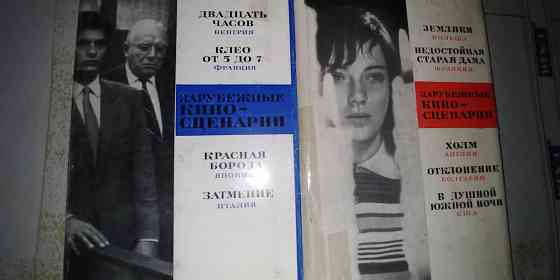 ДВАДЦАТЬ
ЧАСОВ
ВЕНГРИЯ
КЛЕО
ОТ 5 ДО 7
ФРАНЦИЯ
ЗАРУБЕЖНЫЕ
КИНО-
СЦЕНАРИИ
КРАСНАЯ
БОРОДА
ЯПОНИЯ
ЗАТМЕНИЕ
ИТАЛИЯ
ЗЕМЛЯКИ
ПОЛЬША
НЕДОСТОЙНАЯ
СТАРАЯ ДАМА
ФРАНЦИЯ
ЗАРУБЕЖНЫЕ
КИНО-
СЦЕНАРИИ
ХОЛМ
АНГЛИЯ
ОТКЛОНЕНИЕ
БОЛГАРИЯ
В ДУШНОЙ
ЮЖНОЙ НОЧИ
США